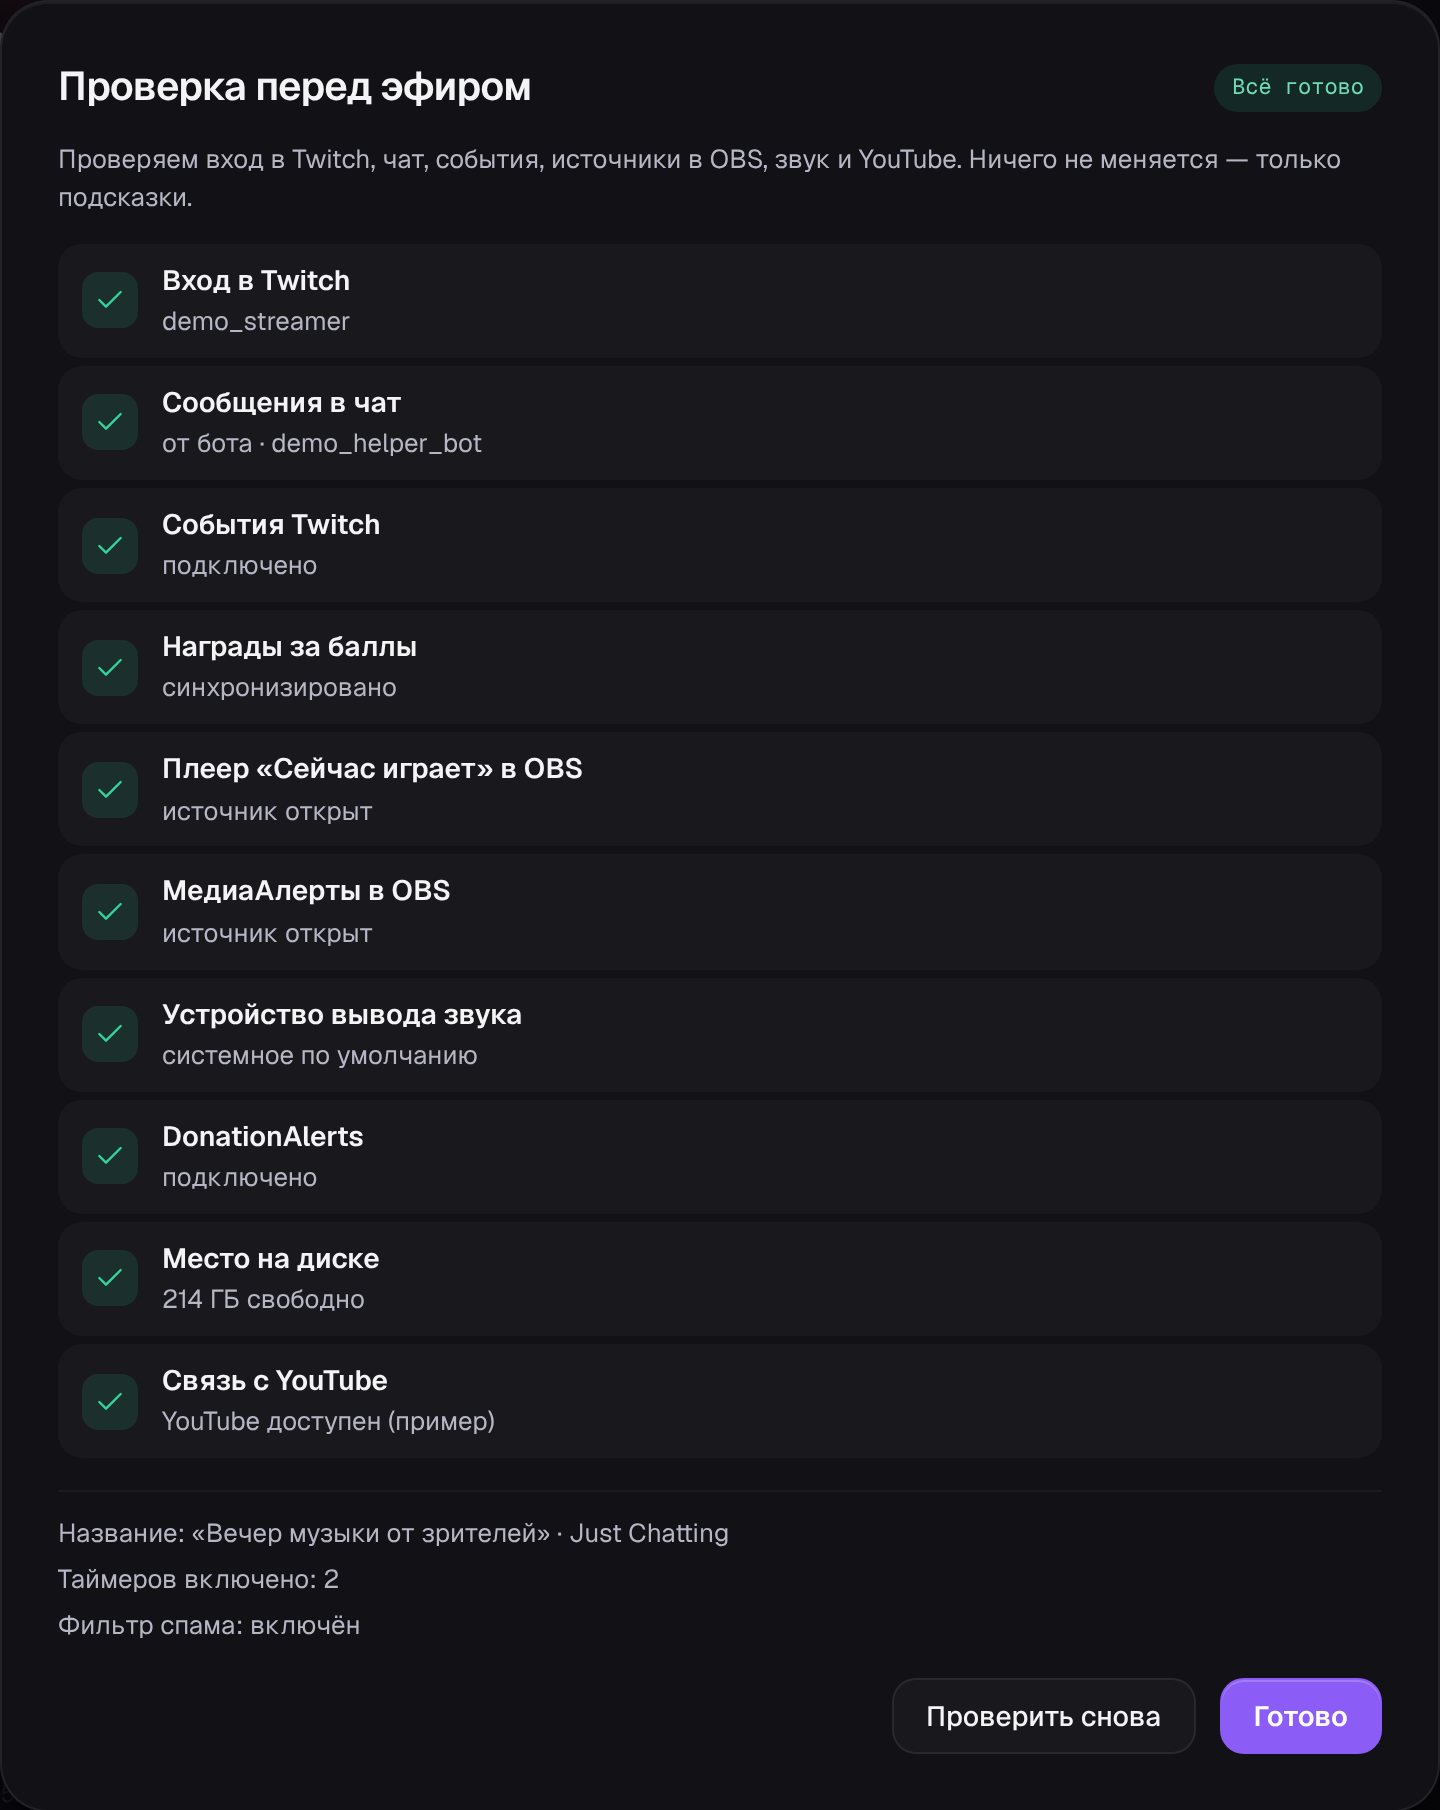 Проверка перед эфиром
Всё готово
Проверяем вход в Twitch, чат, события, источники в OBS, звук и YouTube. Ничего не меняется — только
подсказки.
Вход в Twitch
demo_streamer
Сообщения в чат
от бота · demo_helper_bot
События Twitch
подключено
Награды за баллы
синхронизировано
Плеер «Сейчас играет» в OBS
источник открыт
МедиаАлерты в OBS
источник открыт
Устройство вывода звука
системное по умолчанию
DonationAlerts
подключено
Место на диске
214 ГБ свободно
Связь с YouTube
YouTube доступен (пример)
Название: «Вечер музыки от зрителей» · Just Chatting
Таймеров включено: 2
Фильтр спама: включён
Проверить снова
Готово